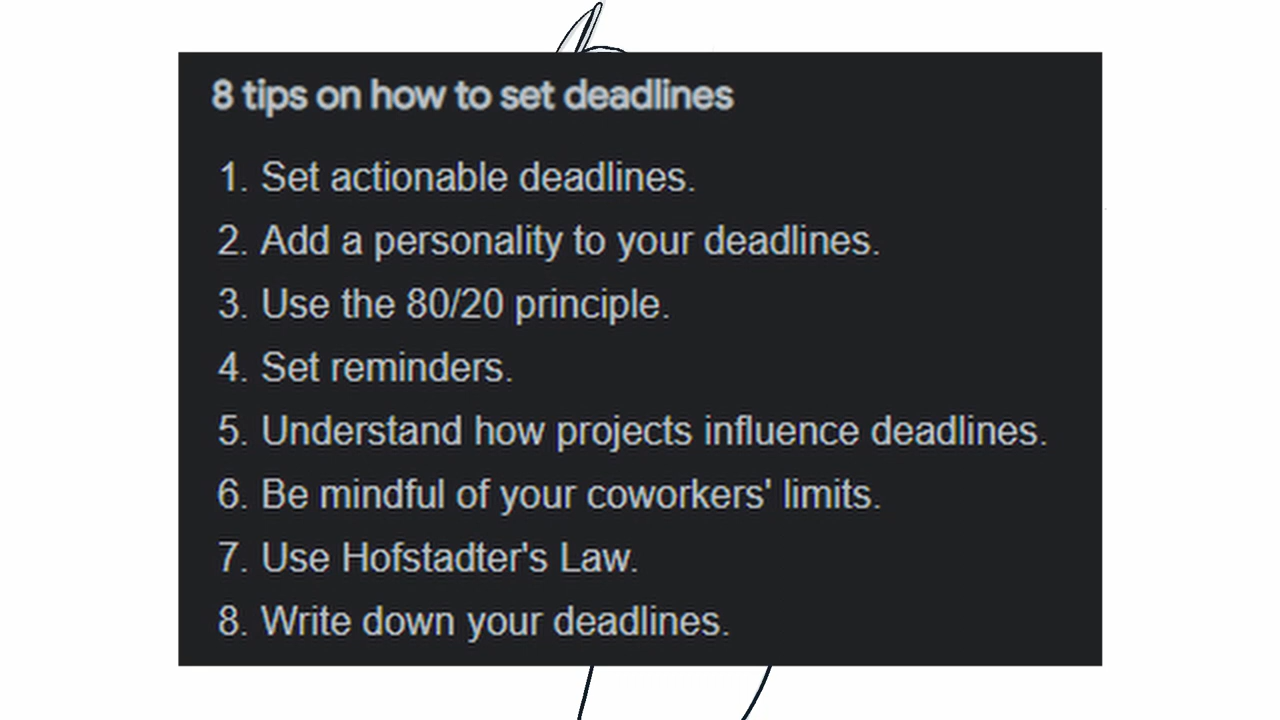 8 tips on how to set deadlines
1. Set actionable deadlines.
2. Add a personality to your deadlines.
3. Use the 80/20 principle.
4. Set reminders.
5. Understand how projects influence deadlines.
6. Be mindful of your coworkers' limits.
7. Use Hofstadter's Law.
8. Write down your deadlines.